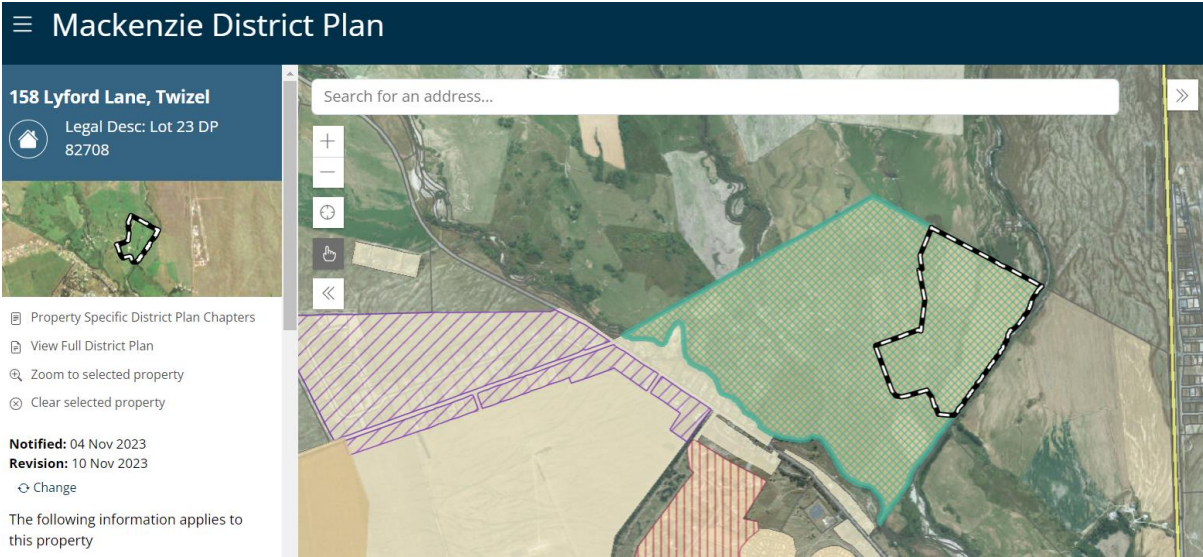 Mackenzie District Plan
158 Lyford Lane, Twizel
Legal Desc: Lot 23 DP
82708
Search for an address...
Property Specific District Plan Chapters
View Full District Plan
Zoom to selected property
Clear selected property
Notified: 04 Nov 2023
Revision: 10 Nov 2023
Change
The following information applies to
this property